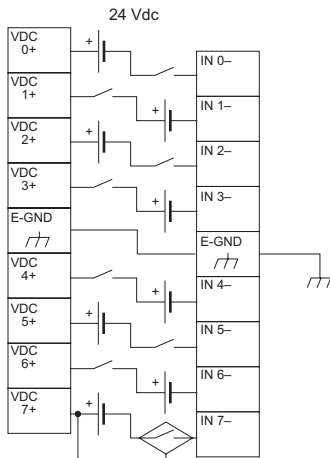 24 Vdc
VDC
0+
IN 0–
VDC
1+
IN 1–
VDC
2+
IN 2–
VDC
3+
IN 3–
E-GND
E-GND
VDC
4+
IN 4–
VDC
5+
IN 5–
VDC
6+
IN 6–
VDC
7+
IN 7–
+
+
+
+
+
+
+
+